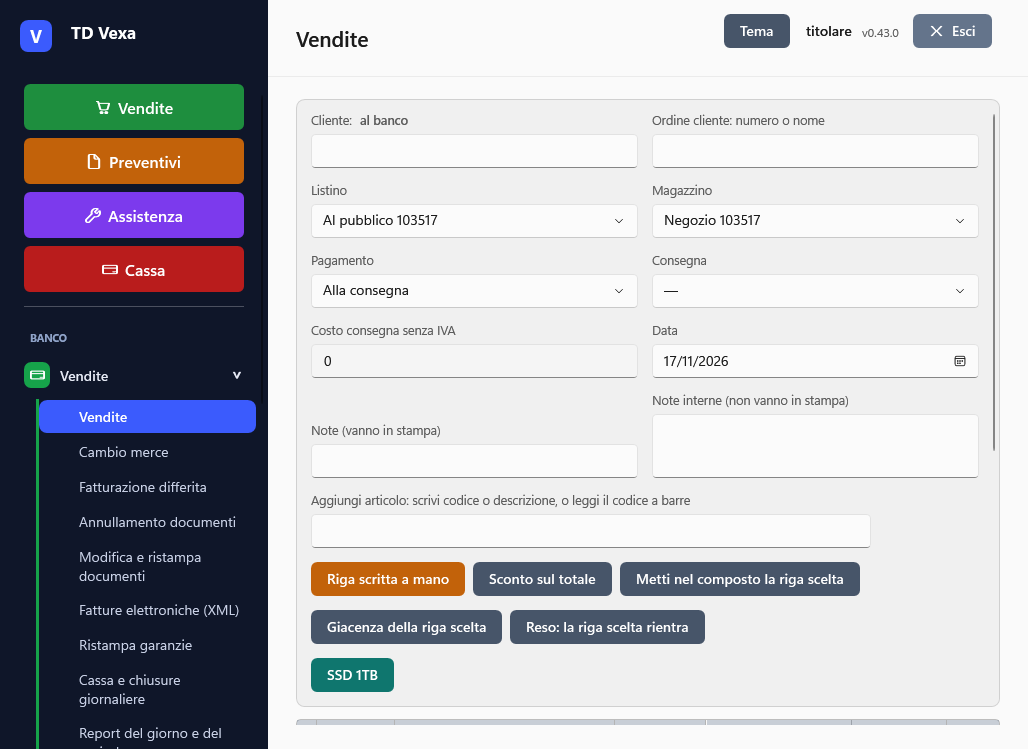 V TD Vexa
Vendite
Preventivi
Assistenza
Cassa
BANCO
Vendite
Vendite
Cambio merce
Fatturazione differita
Annullamento documenti
Modifica e ristampa
documenti
Fatture elettroniche (XML)
Ristampa garanzie
Cassa e chiusure
giornaliere
Report del giorno e del
Vendite
Tema titolare v0.43.0 Esci
Cliente: al banco
Ordine cliente: numero o nome
Listino
Al pubblico 103517
Magazzino
Negozio 103517
Pagamento
Alla consegna
Consegna
—
Costo consegna senza IVA
0
Data
17/11/2026
Note (vanno in stampa)
Note interne (non vanno in stampa)
Aggiungi articolo: scrivi codice o descrizione, o leggi il codice a barre
Riga scritta a mano
Sconto sul totale
Metti nel composto la riga scelta
Giacenza della riga scelta
Reso: la riga scelta rientra
SSD 1TB